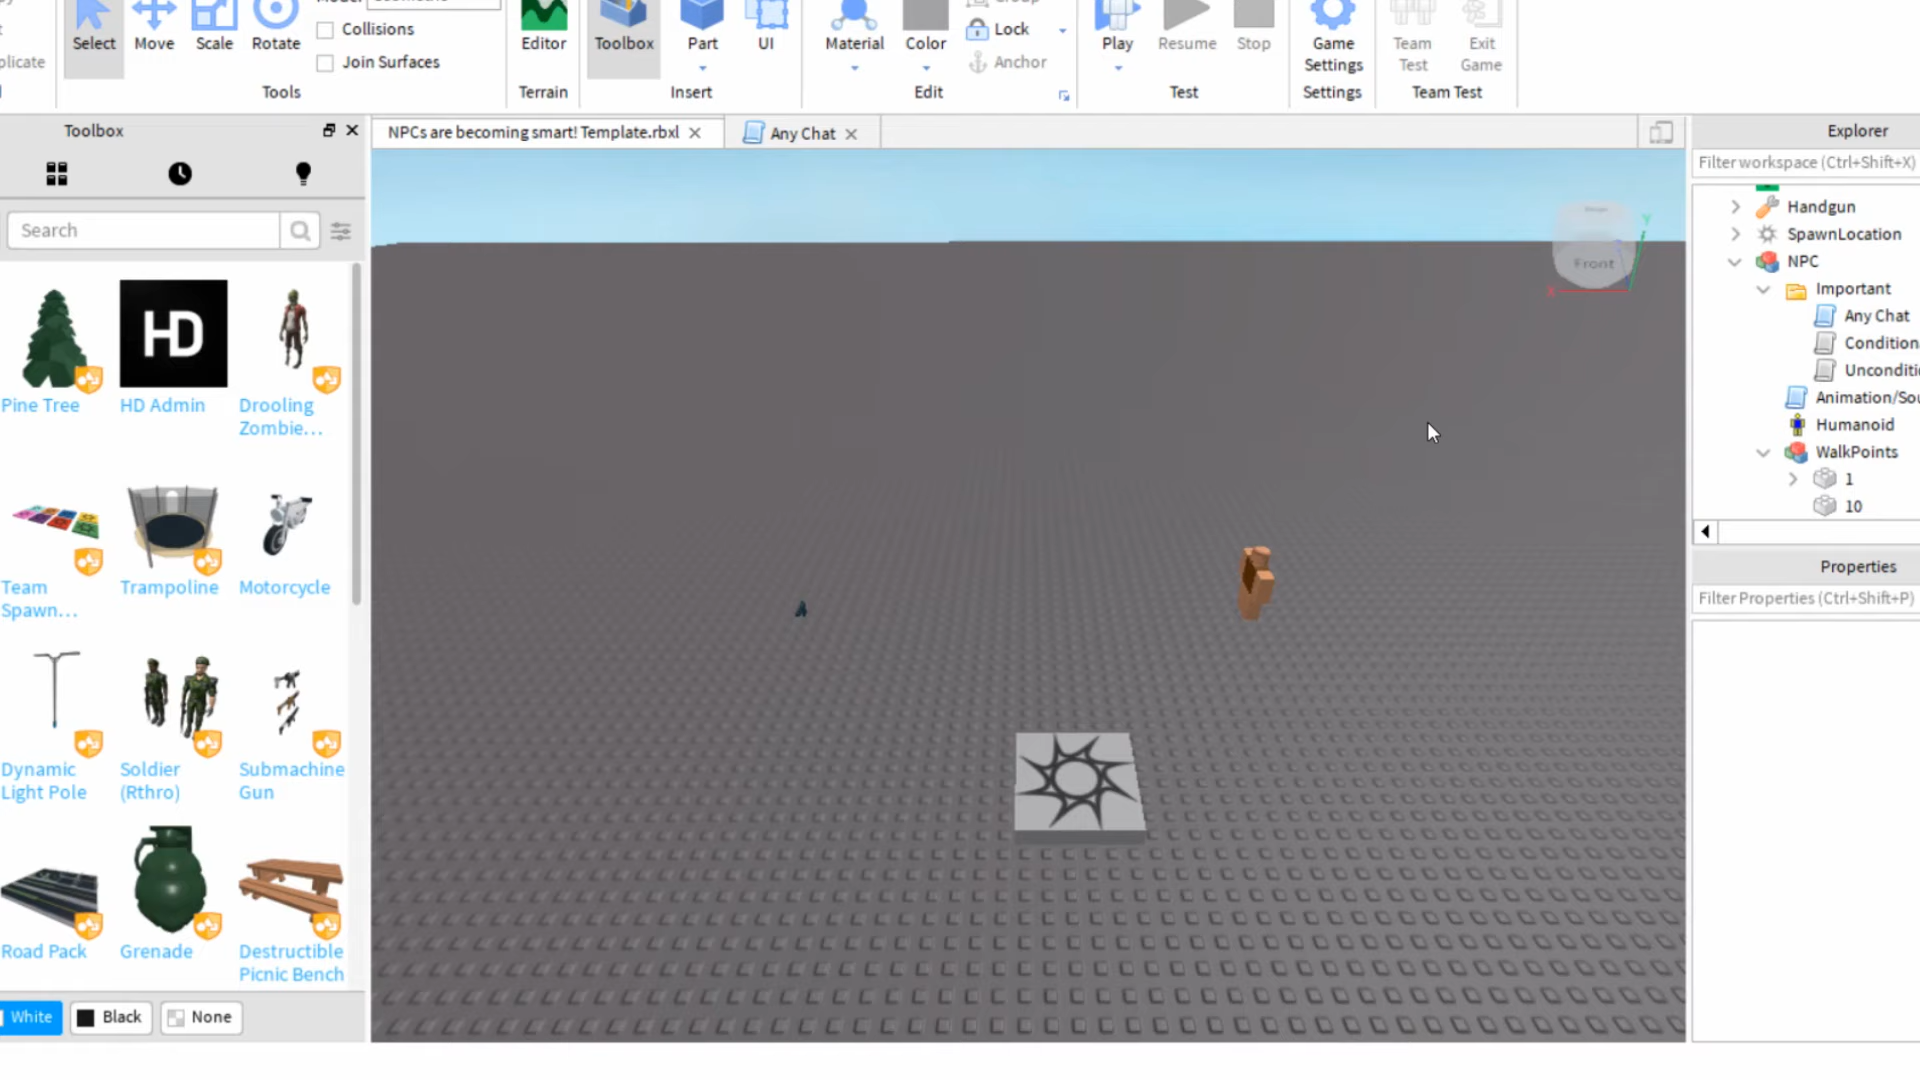 plicate
Select
Move
Scale
Rotate
Collisions
Join Surfaces
Tools
Editor
Terrain
Toolbox
Part
UI
Insert
Material
Color
Group
Lock
Anchor
Edit
Play
Resume
Stop
Test
Game
Settings
Settings
Team
Test
Exit
Game
Team Test
Toolbox
NPCs are becoming smart! Template.rbxl
Any Chat
Explorer
Filter workspace (Ctrl+Shift+X)
Search
HD
Pine Tree
HD Admin
Drooling
Zombie...
Team
Spawn...
Trampoline
Motorcycle
Dynamic
Light Pole
Soldier
(Rthro)
Submachine
Gun
Road Pack
Grenade
Destructible
Picnic Bench
White
Black
None
Front
X
Y
Handgun
SpawnLocation
NPC
Important
Any Chat
Condition
Unconditi
Animation/Sou
Humanoid
WalkPoints
1
10
Properties
Filter Properties (Ctrl+Shift+P)